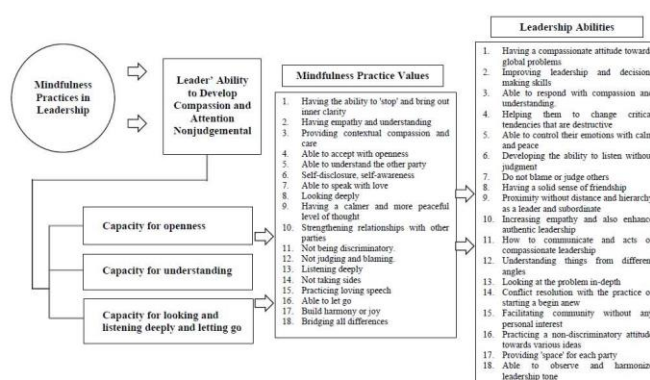 Mindfulness
Practices in
Leadership
Leader' Ability
to Develop
Compassion and
Attention
Nonjudgemental
Capacity for openness
Capacity for understanding
Capacity for looking and
listening deeply and letting go
Mindfulness Practice Values
1. Having the ability to 'stop' and bring out
inner clarity
2. Having empathy and understanding
3. Providing contextual compassion and
care
4. Able to accept with openness
5. Able to understand the other party
6. Self-disclosure, self-awareness
7. Able to speak with love
8. Looking deeply
9. Having a calmer and more peaceful
level of thought
10. Strengthening relationships with other
parties
11. Not being discriminatory.
12. Not judging and blaming.
13. Listening deeply
14. Not taking sides
15. Practicing loving speech
16. Able to let go
17. Build harmony or joy
18. Bridging all differences
Leadership Abilities
1. Having a compassionate attitude toward
global problems
2. Improving leadership and decision
making skills
3. Able to respond with compassion and
understanding.
4. Helping them to change critical
tendencies that are destructive
5. Able to control their emotions with calm
and peace
6. Developing the ability to listen without
judgment
7. Do not blame or judge others
8. Having a solid sense of friendship
9. Proximity without distance and hierarchy
as a leader and subordinate
10. Increasing empathy and also enhance
authentic leadership
11. How to communicate and acts of
compassionate leadership
12. Understanding things from different
angles
13. Looking at the problem in-depth
14. Conflict resolution with the practice of
starting a begin anew
15. Facilitating community without any
personal interest
16. Practicing a non-discriminatory attitude
towards various ideas
17. Providing 'space' for each party
18. Able to observe and harmonize
leadership tone